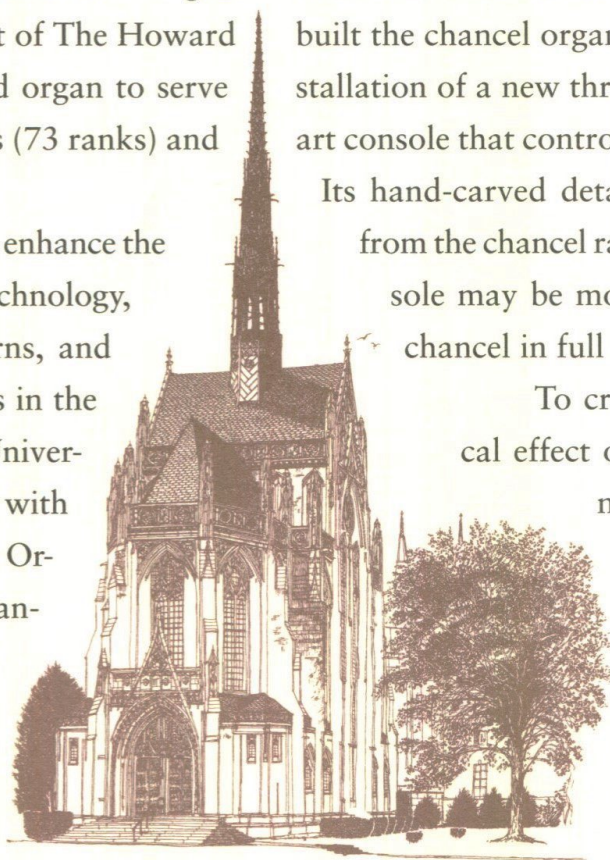 t of The Howard
d organ to serve
s (73 ranks) and
enhance the
chnology,
rns, and
s in the
Univer-
with
Or-
an-
built the chancel organ
stallation of a new thr
art console that contro
Its hand-carved deta
from the chancel ra
sole may be mo
chancel in full
To cr
cal effect o
n